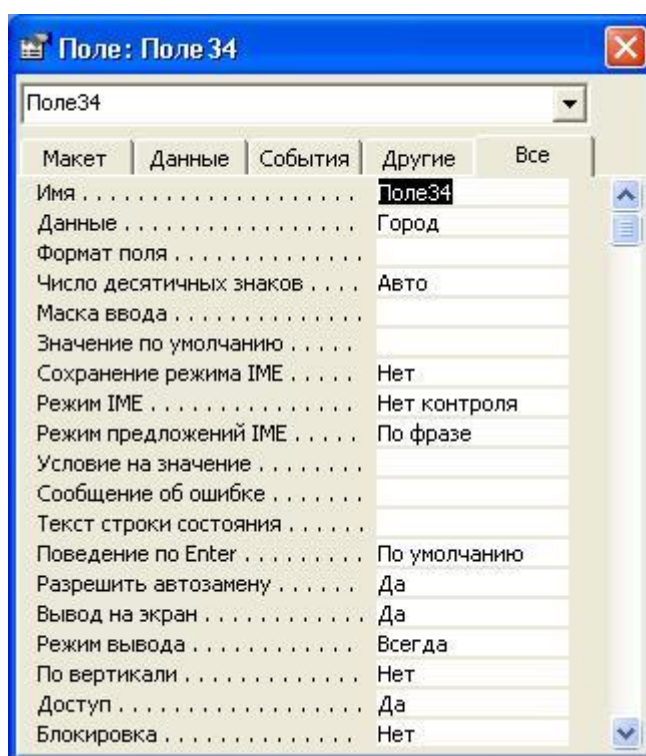 Поле: Поле 34
Поле34
Макет Данные События Другие Все
Имя . . . . . . . . . . . . . . . . . . . . Поле34
Данные . . . . . . . . . . . . . . . . . Город
Формат поля . . . . . . . . . . . . . .
Число десятичных знаков . . . . Авто
Маска ввода . . . . . . . . . . . . . .
Значение по умолчанию . . . . .
Сохранение режима IME . . . . . Нет
Режим IME . . . . . . . . . . . . . . . Нет контроля
Режим предложений IME . . . . . По фразе
Условие на значение . . . . . . . .
Сообщение об ошибке . . . . . . .
Текст строки состояния . . . . . .
Поведение по Enter . . . . . . . . . По умолчанию
Разрешить автозамену . . . . . . Да
Вывод на экран . . . . . . . . . . . . Да
Режим вывода . . . . . . . . . . . . Всегда
По вертикали . . . . . . . . . . . . . Нет
Доступ . . . . . . . . . . . . . . . . . . Да
Блокировка . . . . . . . . . . . . . . Нет